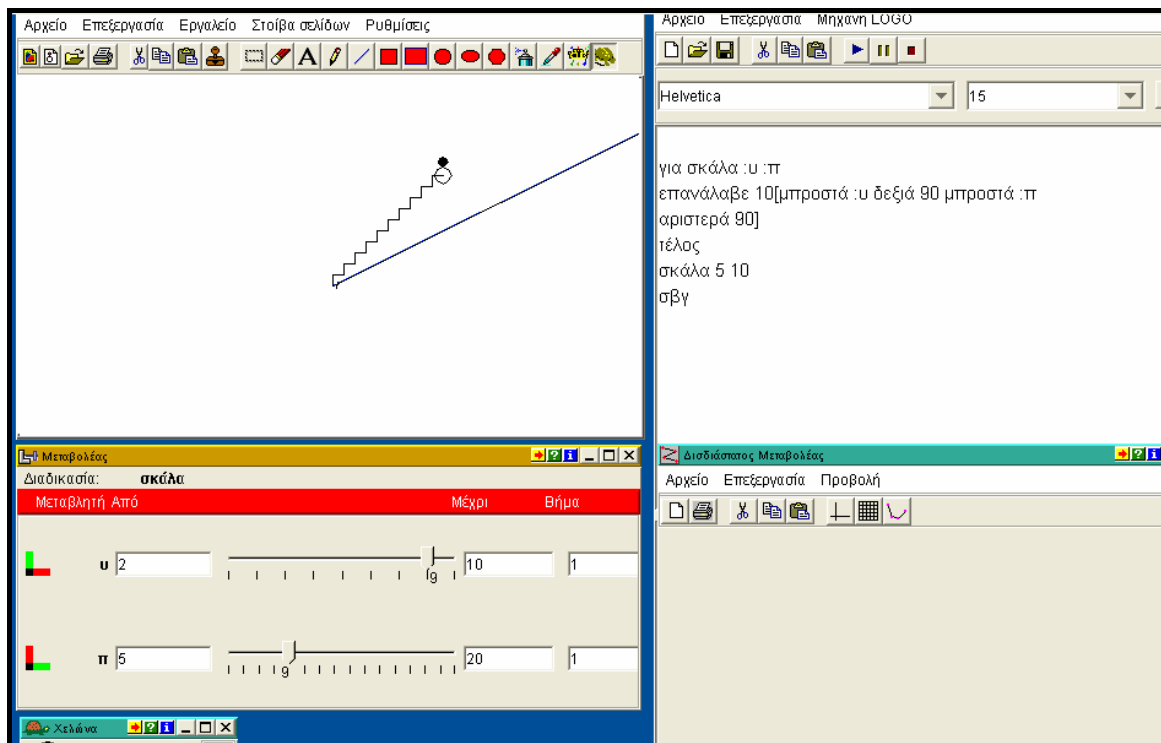 Αρχείο Επεξεργασία Εργαλείο Στοίβα σελίδων Ρυθμίσεις
A
Αρχείο Επεξεργασία Μηχανή LOGO
Helvetica 15
για σκάλα :υ :π
επανάλαβε 10[μπροστά :υ δεξιά 90 μπροστά :π
αριστερά 90]
τέλος
σκάλα 5 10
σβγ
Μεταβολέας
Διαδικασία: σκάλα
Μεταβλητή Από Μέχρι Βήμα
υ 2 9 10 1
π 5 9 20 1
Χελώνα
Δισδιάστατος Μεταβολέας
Αρχείο Επεξεργασία Προβολή